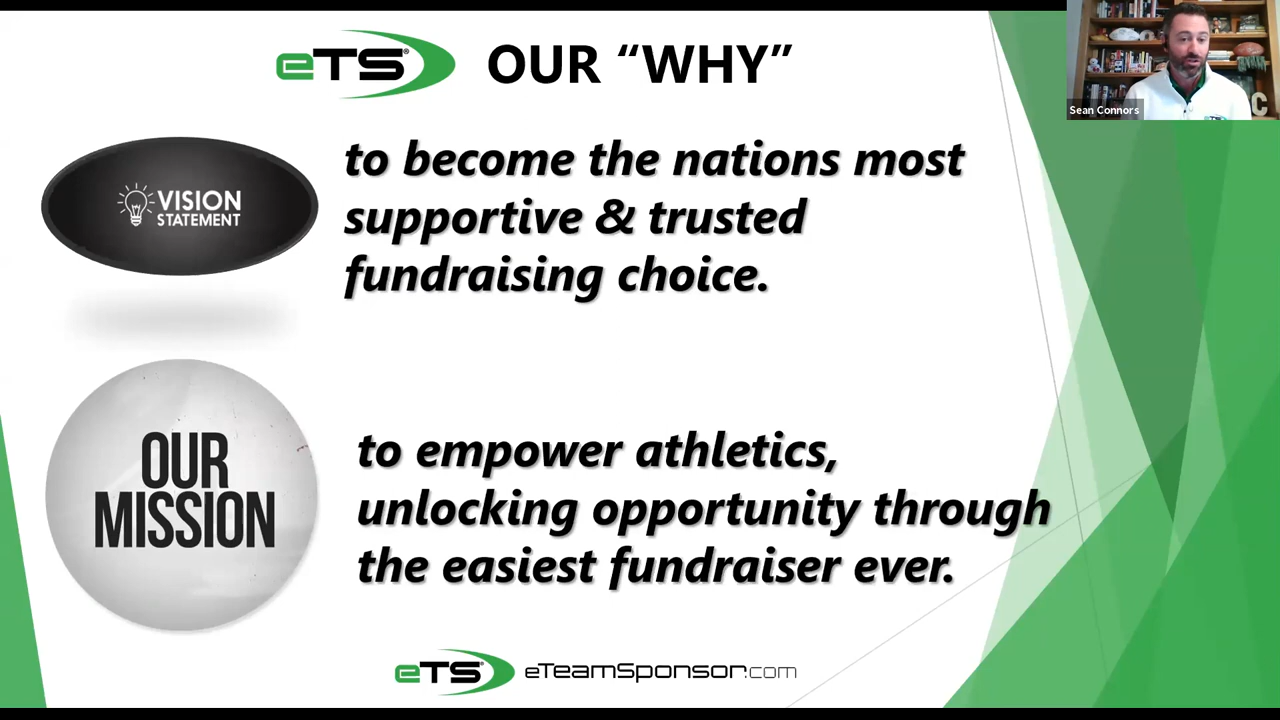 eTS® OUR “WHY”
Sean Connors
VISION
STATEMENT
to become the nations most
supportive & trusted
fundraising choice.
OUR
MISSION
to empower athletics,
unlocking opportunity through
the easiest fundraiser ever.
eTS® eTeamSponsor.com